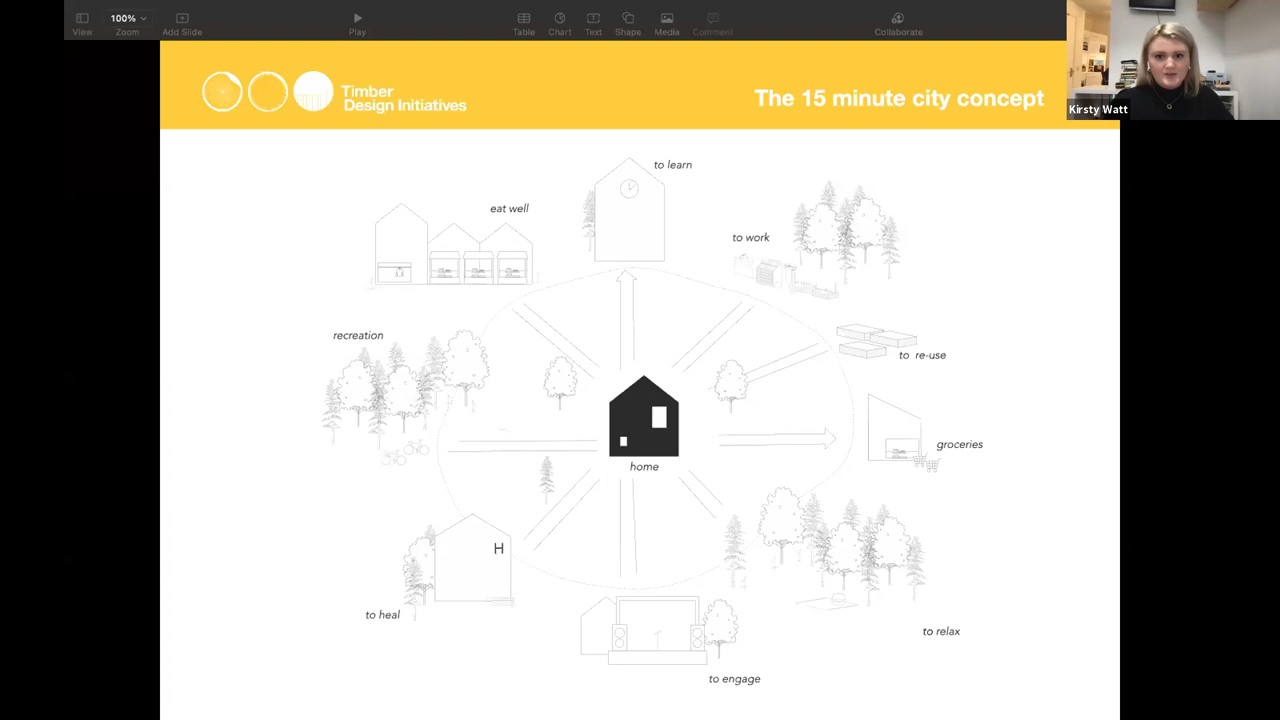 View
100%
Zoom
Add Slide
Play
Table
Chart
Text
Shape
Media
Comment
Collaborate
Kirsty Watt
Timber
Design Initiatives
The 15 minute city concept
to learn
eat well
to work
recreation
to re-use
groceries
home
H
to heal
to relax
to engage